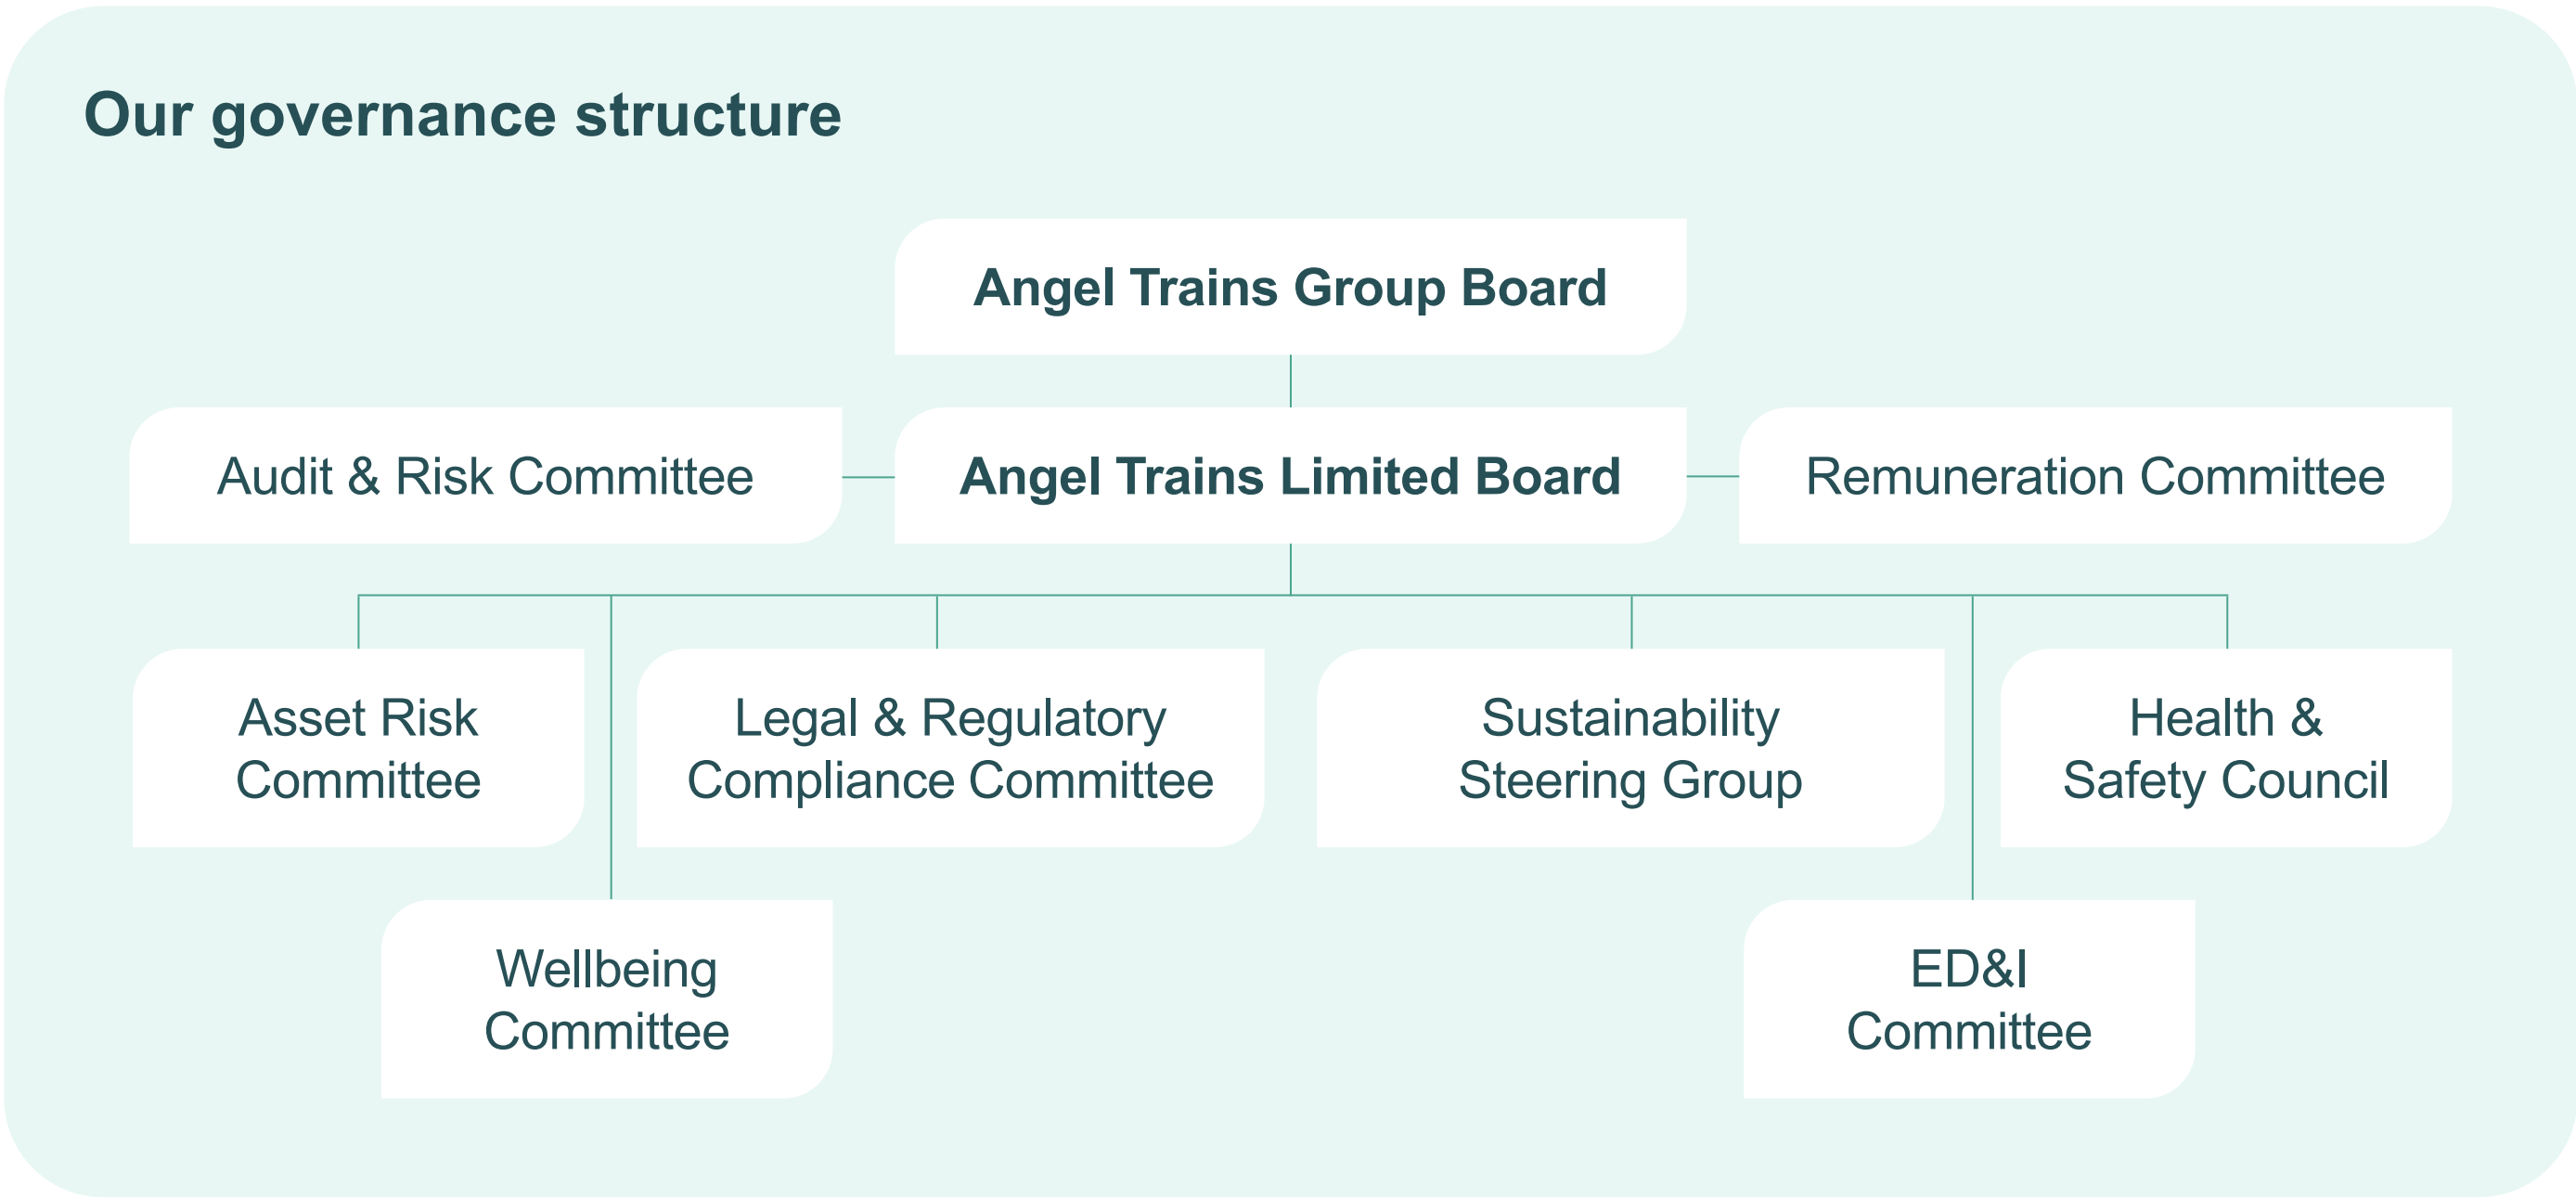 Our governance structure
Angel Trains Group Board
Audit & Risk Committee
Angel Trains Limited Board
Remuneration Committee
Asset Risk
Committee
Legal & Regulatory
Compliance Committee
Sustainability
Steering Group
Health &
Safety Council
Wellbeing
Committee
ED&I
Committee